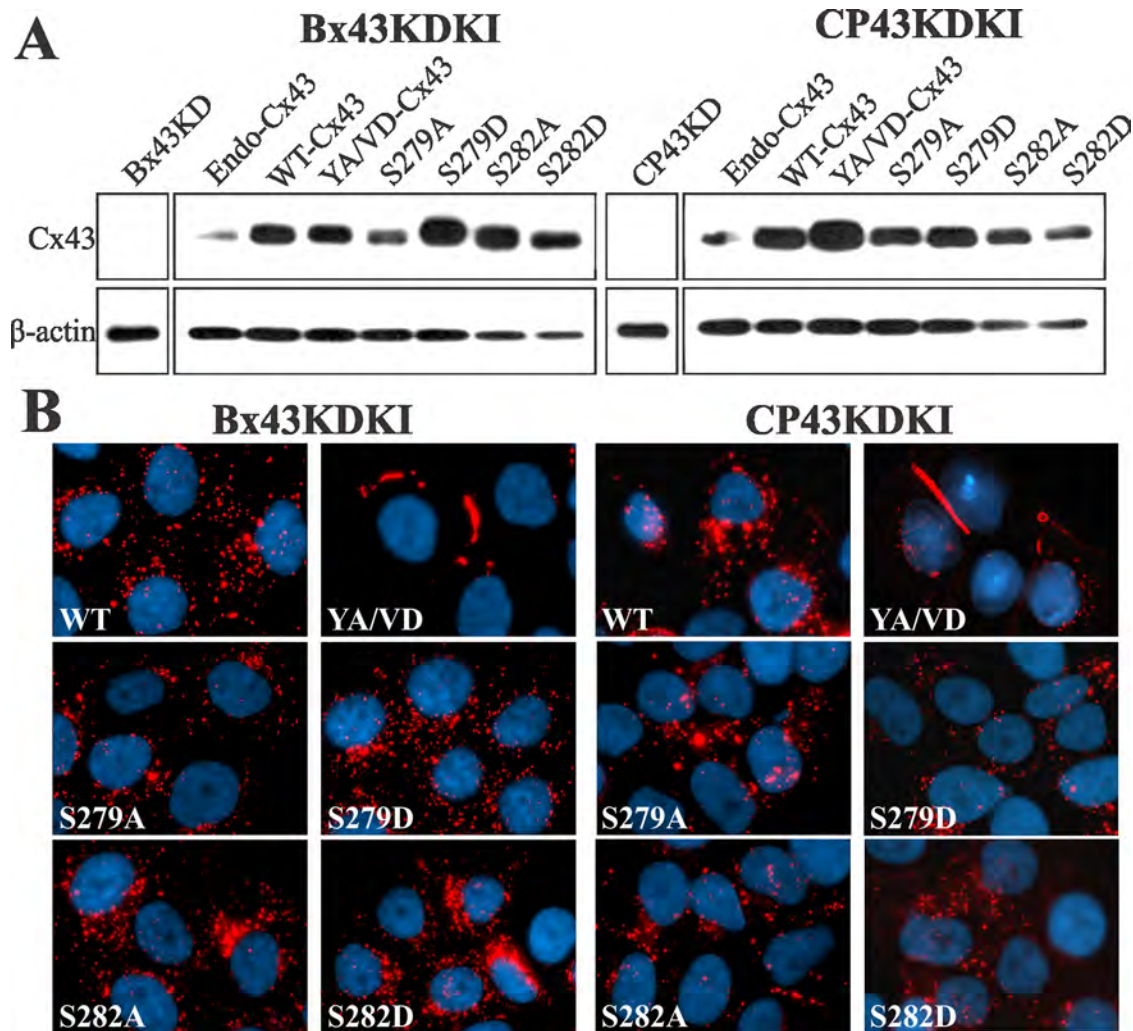 A
Bx43KDKI
CP43KDKI
Bx43KD
Endo-Cx43
WT-Cx43
YA/VD-Cx43
S279A
S279D
S282A
S282D
CP43KD
Endo-Cx43
WT-Cx43
YA/VD-Cx43
S279A
S279D
S282A
S282D
Cx43
β-actin
B
Bx43KDKI
CP43KDKI
WT
YA/VD
WT
YA/VD
S279A
S279D
S279A
S279D
S282A
S282D
S282A
S282D